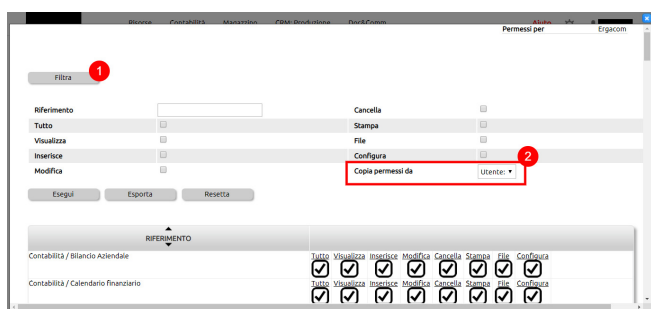 Risorse Contabilità Magazzino CRM: Produzione Doc&Comm Aiuto
Permessi per Ergacom
1
Filtra
Riferimento Cancella
Tutto Stampa
Visualizza File
Inserisce Configura
2
Modifica Copia permessi da Utente:
Esegui Esporta Resetta
RIFERIMENTO
Contabilità / Bilancio Aziendale Tutto Visualizza Inserisce Modifica Cancella Stampa File Configura
Contabilità / Calendario finanziario Tutto Visualizza Inserisce Modifica Cancella Stampa File Configura